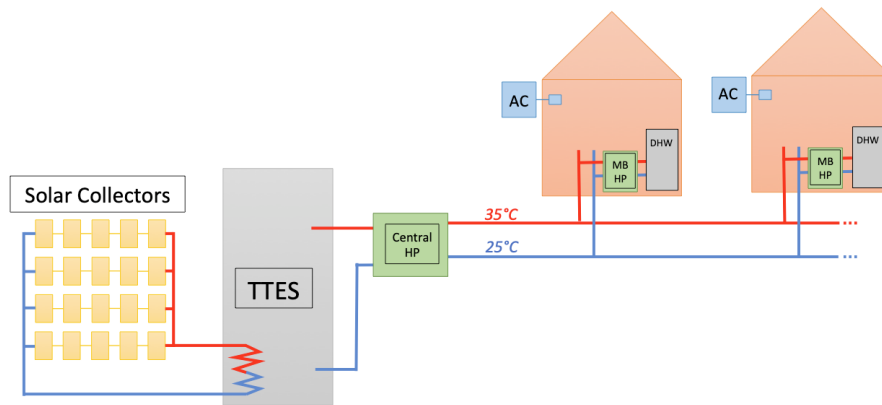 AC
AC
DHW
MB
HP
DHW
MB
HP
Solar Collectors
35°C
Central
HP
25°C
TTES
...
...